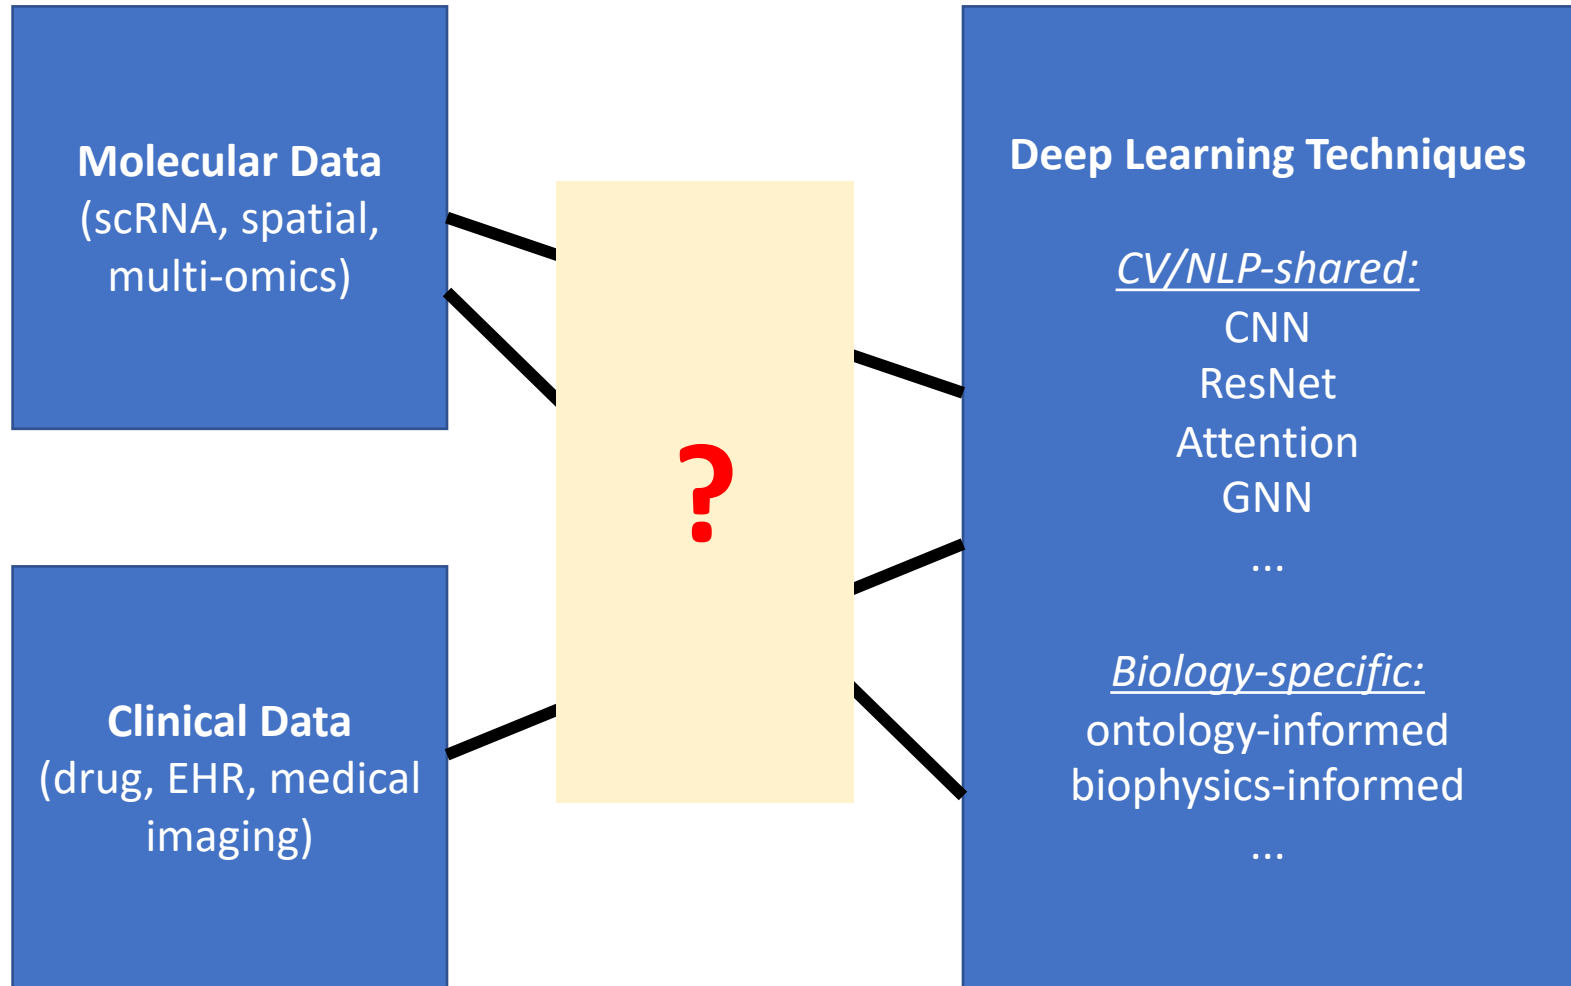 Molecular Data
(scRNA, spatial,
multi-omics)
Clinical Data
(drug, EHR, medical
imaging)
?
Deep Learning Techniques
CV/NLP-shared:
CNN
ResNet
Attention
GNN
...
Biology-specific:
ontology-informed
biophysics-informed
...